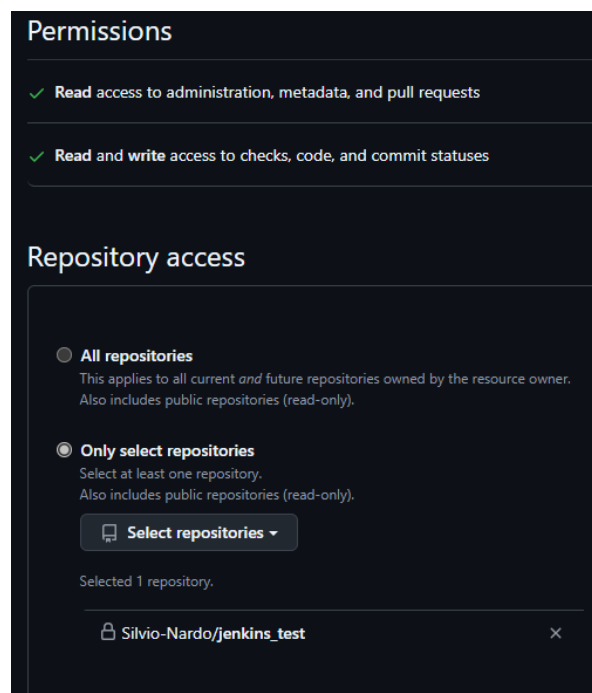 Permissions
Read access to administration, metadata, and pull requests
Read and write access to checks, code, and commit statuses
Repository access
All repositories
This applies to all current and future repositories owned by the resource owner.
Also includes public repositories (read-only).
Only select repositories
Select at least one repository.
Also includes public repositories (read-only).
Select repositories
Selected 1 repository.
Silvio-Nardo/jenkins_test